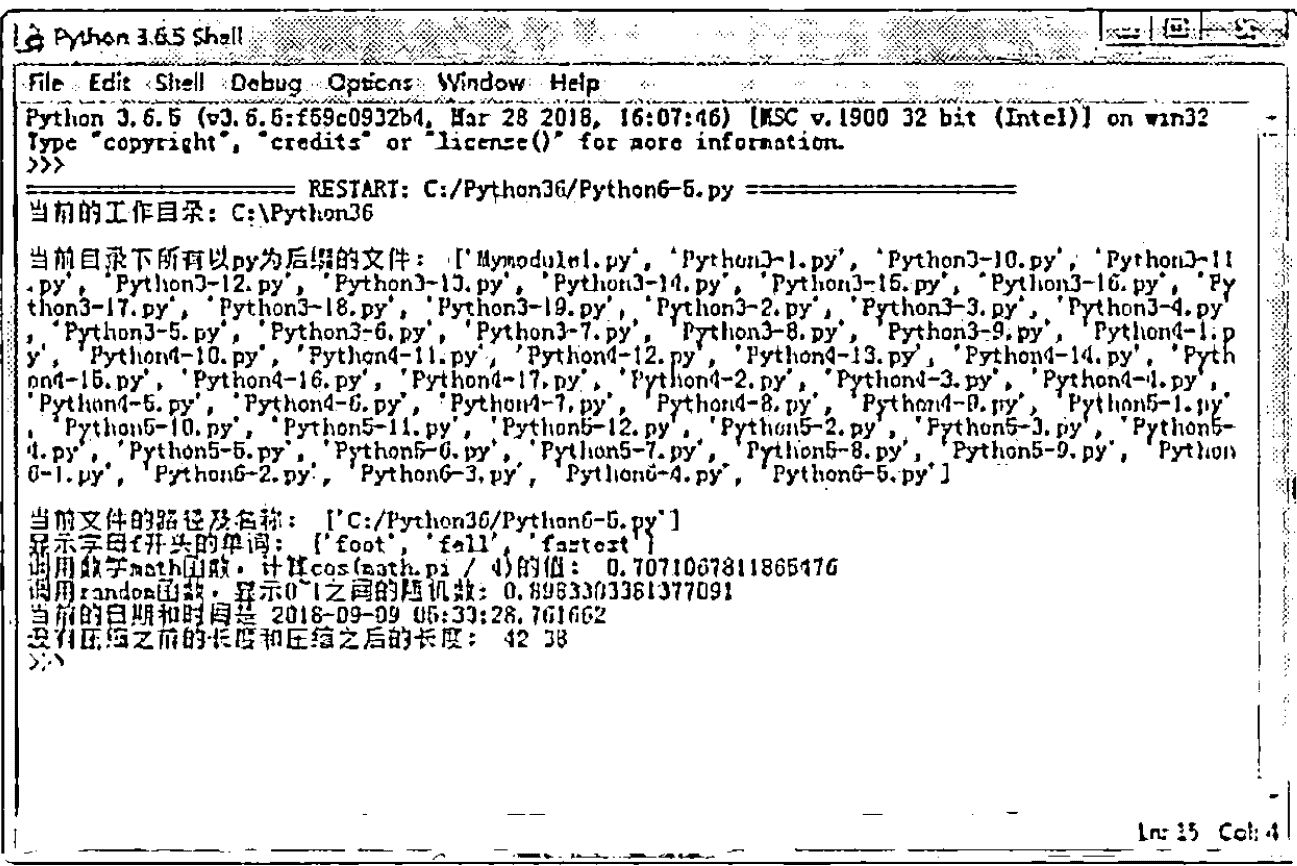 Python 3.6.5 Shell
File Edit Shell Debug Options Window Help
Python 3.6.5 (v3.6.5:f59c0932b4, Mar 28 2018, 16:07:46) [MSC v.1900 32 bit (Intel)] on win32
Type "copyright", "credits" or "license()" for more information.
>>>
=================== RESTART: C:/Python36/Python6-5.py ===================
当前的工作目录: C:\Python36
当前目录下所有以py为后缀的文件: ['Mymodule1.py', 'Python3-1.py', 'Python3-10.py', 'Python3-11
.py', 'Python3-12.py', 'Python3-13.py', 'Python3-14.py', 'Python3-15.py', 'Python3-16.py', 'Py
thon3-17.py', 'Python3-18.py', 'Python3-19.py', 'Python3-2.py', 'Python3-3.py', 'Python3-4.py'
, 'Python3-5.py', 'Python3-6.py', 'Python3-7.py', 'Python3-8.py', 'Python3-9.py', 'Python4-1.p
y', 'Python4-10.py', 'Python4-11.py', 'Python4-12.py', 'Python4-13.py', 'Python4-14.py', 'Pyth
on4-15.py', 'Python4-16.py', 'Python4-17.py', 'Python4-2.py', 'Python4-3.py', 'Python4-4.py',
'Python4-5.py', 'Python4-6.py', 'Python4-7.py', 'Python4-8.py', 'Python4-9.py', 'Python5-1.py'
, 'Python5-10.py', 'Python5-11.py', 'Python5-12.py', 'Python5-2.py', 'Python5-3.py', 'Python5-
4.py', 'Python5-5.py', 'Python5-6.py', 'Python5-7.py', 'Python5-8.py', 'Python5-9.py', 'Python
6-1.py', 'Python6-2.py', 'Python6-3.py', 'Python6-4.py', 'Python6-5.py']
当前文件的路径及名称: ['C:/Python36/Python6-5.py']
显示字母f开头的单词: ['foot', 'fell', 'fastest']
调用数学math函数, 计算cos(math.pi / 4)的值: 0.7071067811865476
调用random函数, 显示0~1之间的随机数: 0.8983303381377091
当前的日期和时间是 2018-09-09 05:33:28.761662
没有压缩之前的长度和压缩之后的长度: 42 38
>>>
Ln: 15 Col: 4